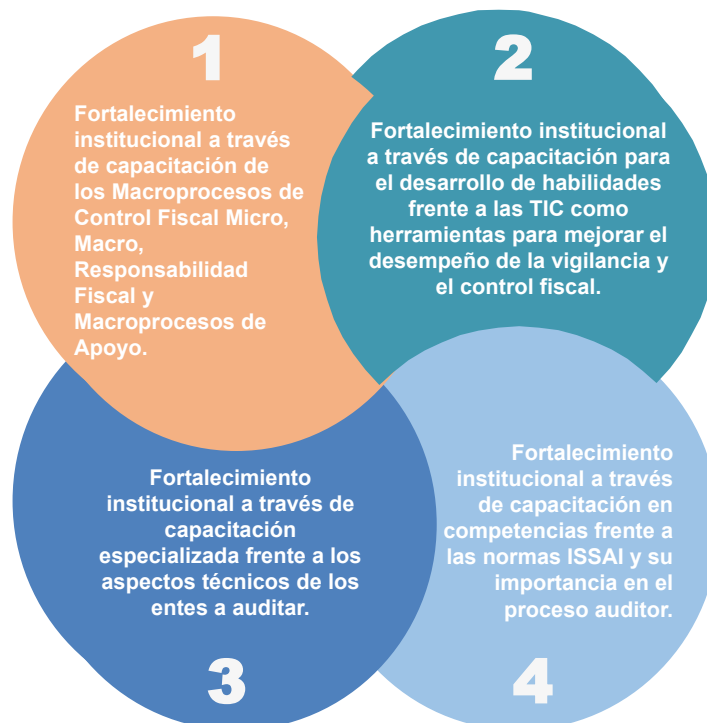 1
Fortalecimiento
institucional a través
de capacitación de
los Macroprocesos de
Control Fiscal Micro,
Macro,
Responsabilidad
Fiscal y
Macroprocesos de
Apoyo.
2
Fortalecimiento institucional
a través de capacitación para
el desarrollo de habilidades
frente a las TIC como
herramientas para mejorar el
desempeño de la vigilancia y
el control fiscal.
Fortalecimiento
institucional a través de
capacitación
especializada frente a los
aspectos técnicos de los
entes a auditar.
3
Fortalecimiento
institucional a través
de capacitación en
competencias frente a
las normas ISSAI y su
importancia en el
proceso auditor.
4